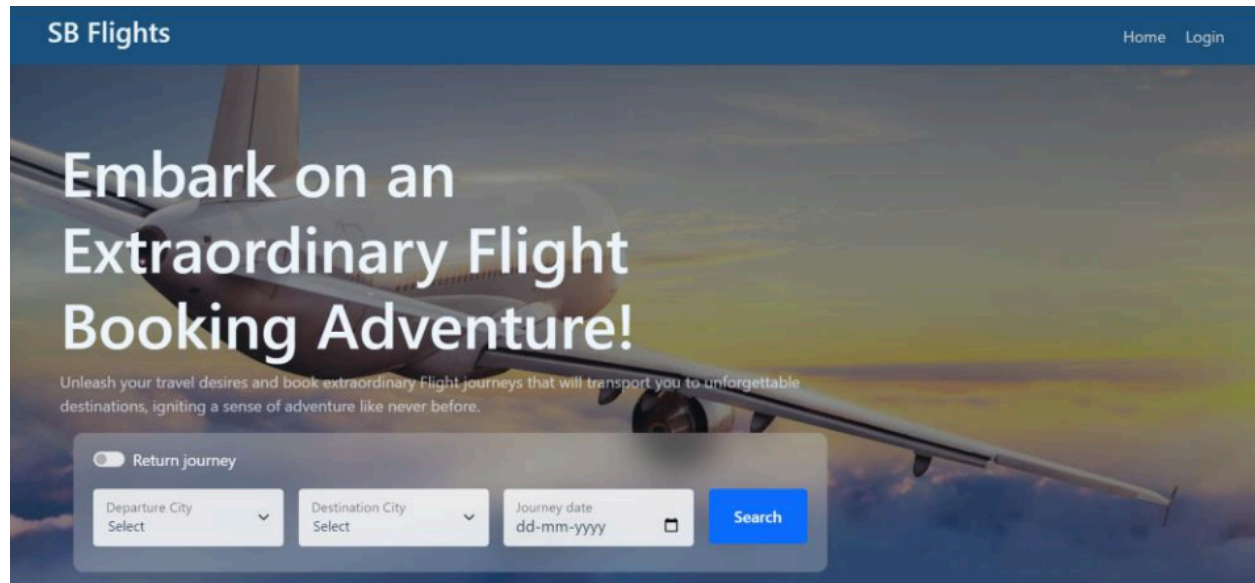 SB Flights
Home Login
Embark on an
Extraordinary Flight
Booking Adventure!
Unleash your travel desires and book extraordinary Flight journeys that will transport you to unforgettable
destinations, igniting a sense of adventure like never before.
Return journey
Departure City
Select
Destination City
Select
Journey date
dd-mm-yyyy
Search